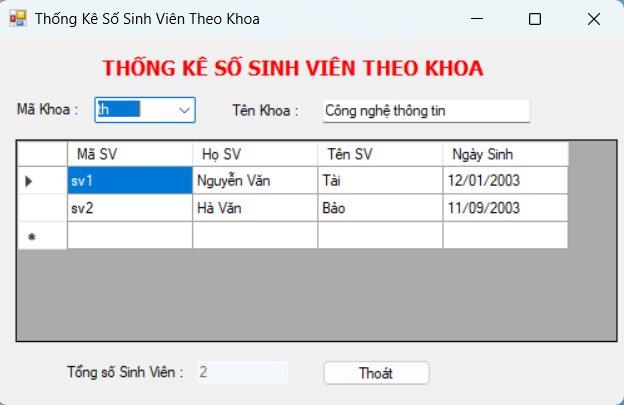 Thống Kê Số Sinh Viên Theo Khoa
THỐNG KÊ SỐ SINH VIÊN THEO KHOA
Mã Khoa : th Tên Khoa : Công nghệ thông tin
Mã SV Họ SV Tên SV Ngày Sinh
sv1 Nguyễn Văn Tài 12/01/2003
sv2 Hà Văn Bảo 11/09/2003
Tổng số Sinh Viên : 2 Thoát